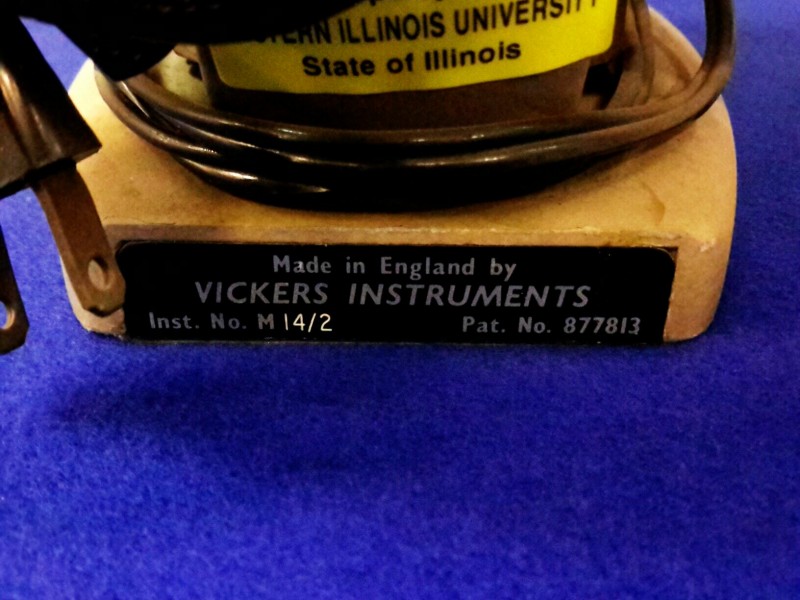 ILLINOIS UNIVERSITY
State of Illinois
Made in England by
VICKERS INSTRUMENTS
Inst. No. M 14/2 Pat. No. 877813